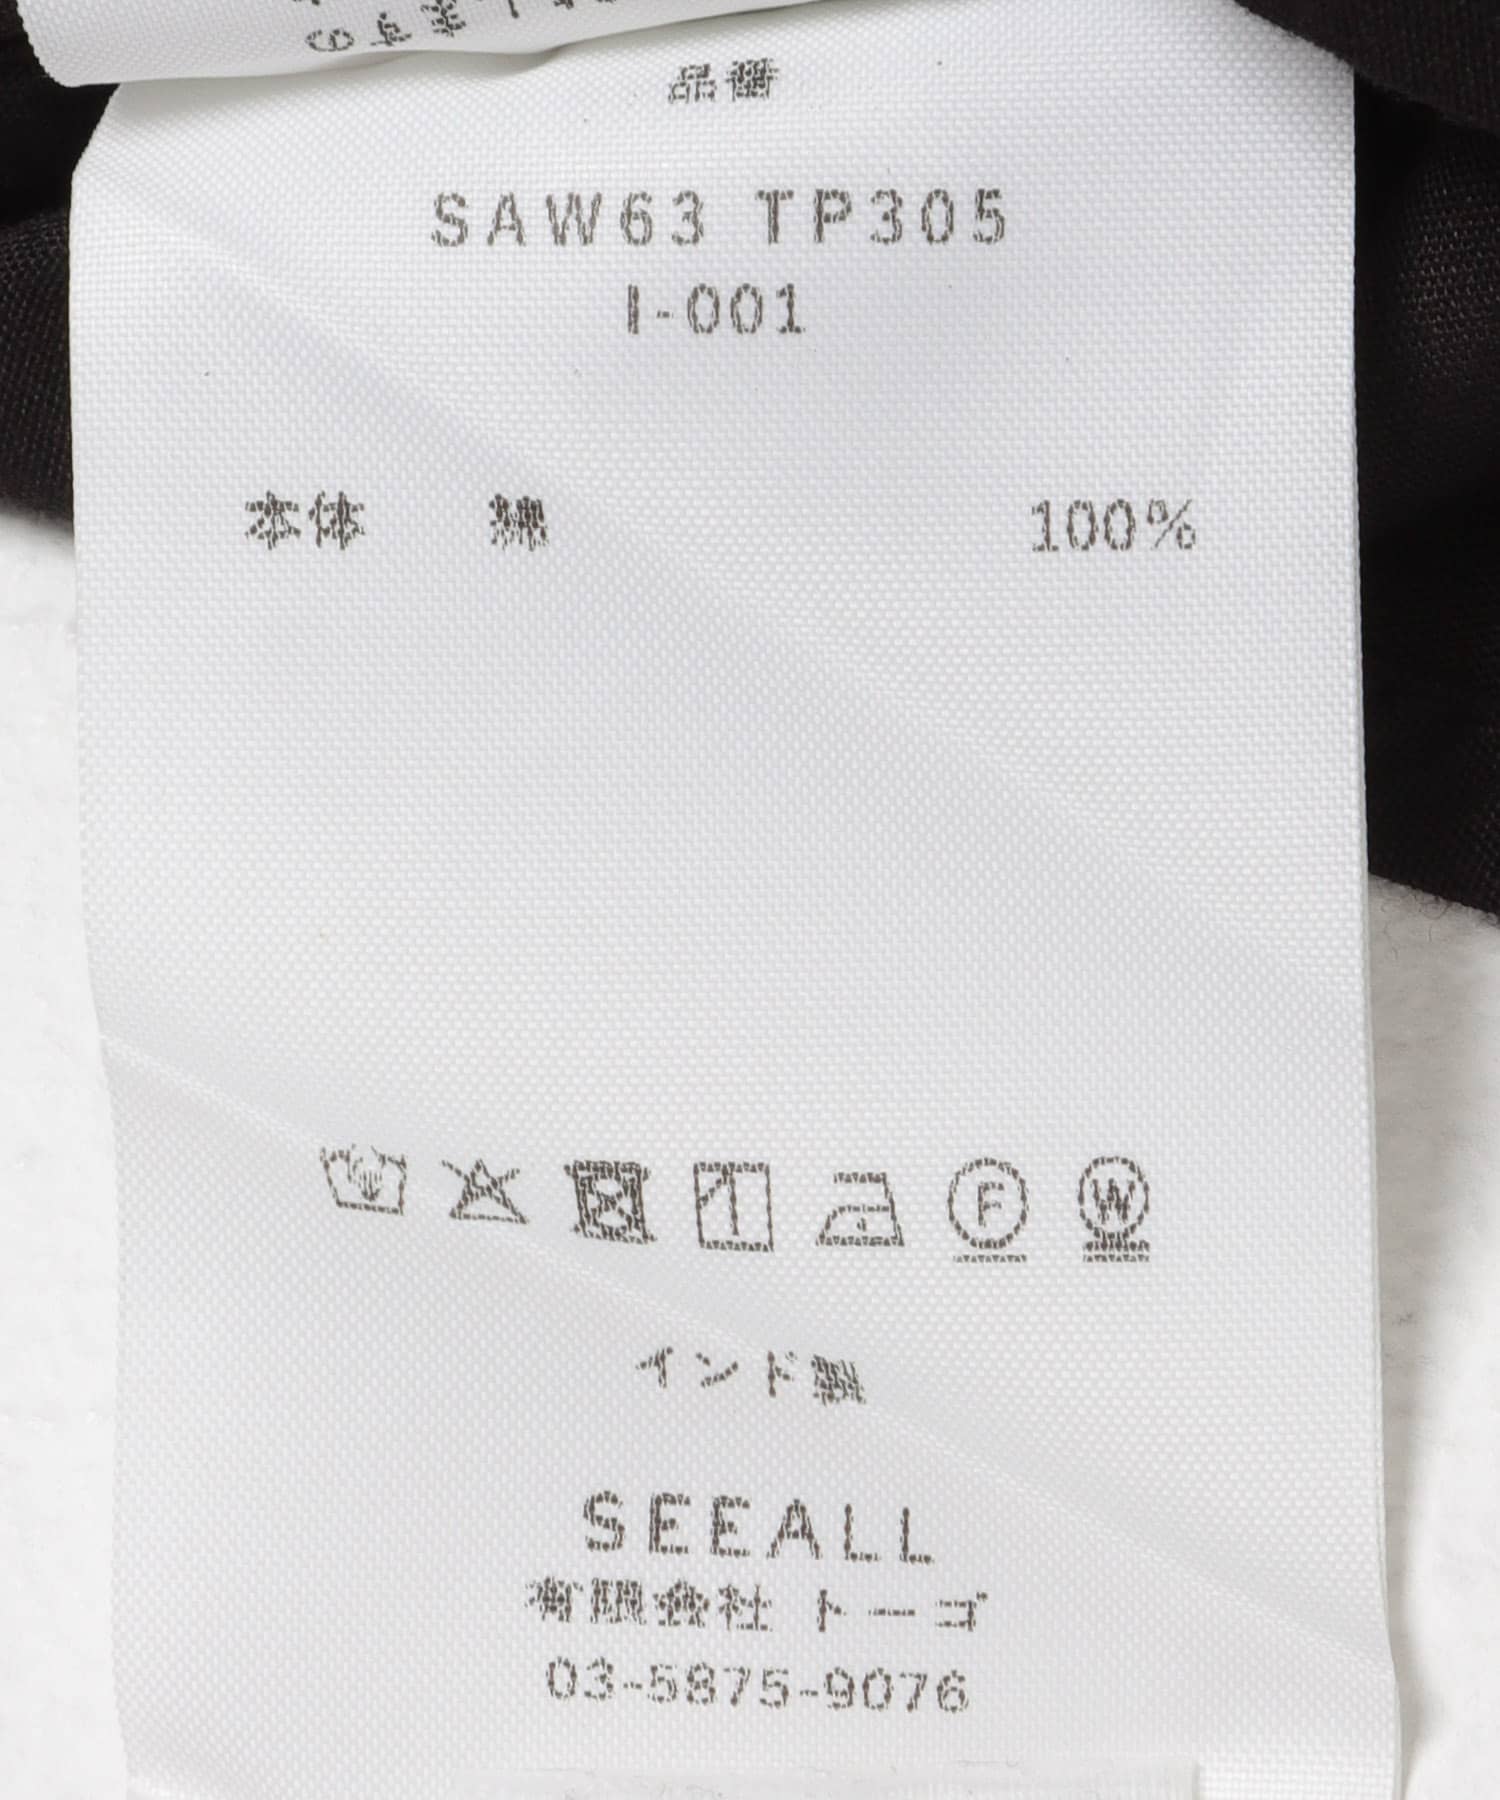 品番
SAW63 TP305
I-001
本体 綿 100%
F W
インド製
SEEALL
有限会社 トーゴ
03-5875-9076